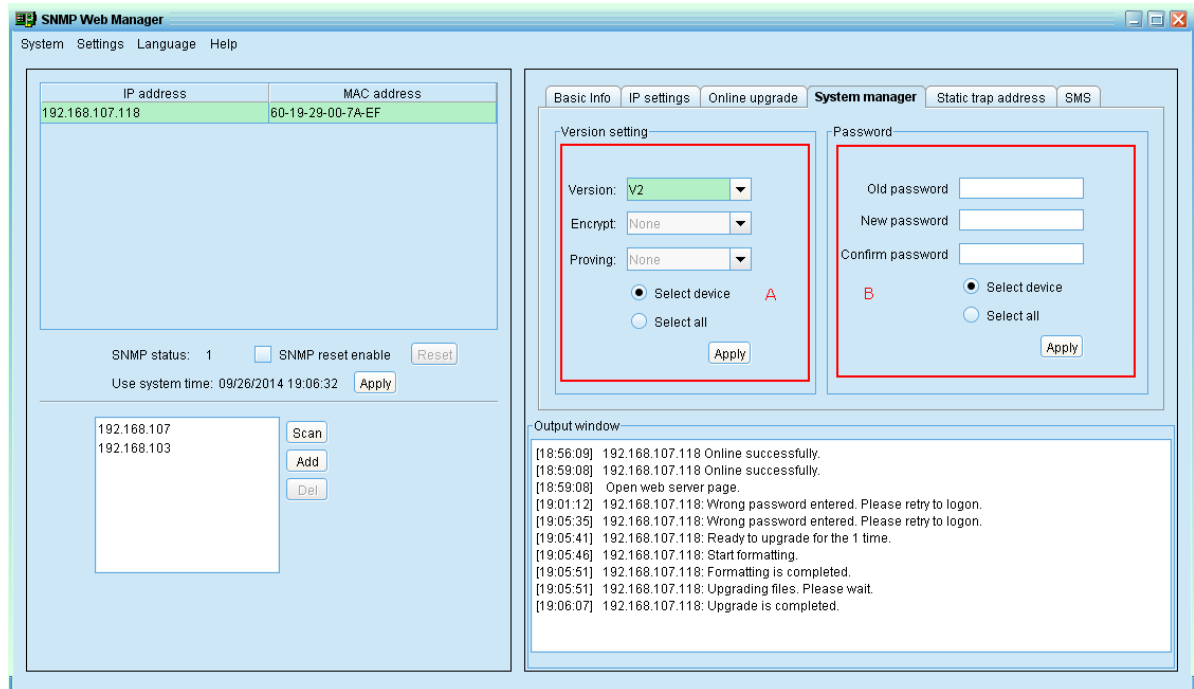 SNMP Web Manager
System Settings Language Help
IP address MAC address
192.168.107.118 60-19-29-00-7A-EF
SNMP status: 1 SNMP reset enable Reset
Use system time: 09/26/2014 19:06:32 Apply
192.168.107
192.168.103
Scan
Add
Del
Basic Info IP settings Online upgrade System manager Static trap address SMS
Version setting
Version: V2
Encrypt: None
Proving: None
Select device
A
Select all
Apply
Password
Old password
New password
Confirm password
B
Select device
Select all
Apply
Output window
[18:56:09] 192.168.107.118 Online successfully.
[18:59:08] 192.168.107.118 Online successfully.
[18:59:08] Open web server page.
[19:01:12] 192.168.107.118: Wrong password entered. Please retry to logon.
[19:05:35] 192.168.107.118: Wrong password entered. Please retry to logon.
[19:05:41] 192.168.107.118: Ready to upgrade for the 1 time.
[19:05:46] 192.168.107.118: Start formatting.
[19:05:51] 192.168.107.118: Formatting is completed.
[19:05:51] 192.168.107.118: Upgrading files. Please wait.
[19:06:07] 192.168.107.118: Upgrade is completed.